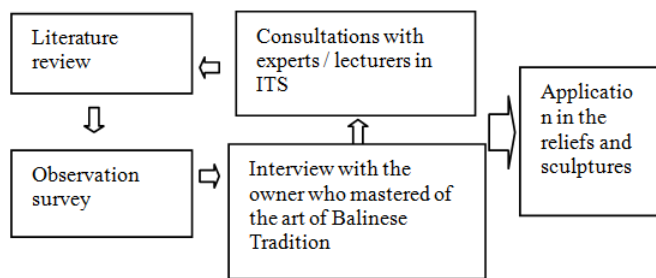 Literature
review
Consultations with
experts / lecturers in
ITS
Applicatio
n in the
reliefs and
sculptures
Observation
survey
Interview with the
owner who mastered of
the art of Balinese
Tradition